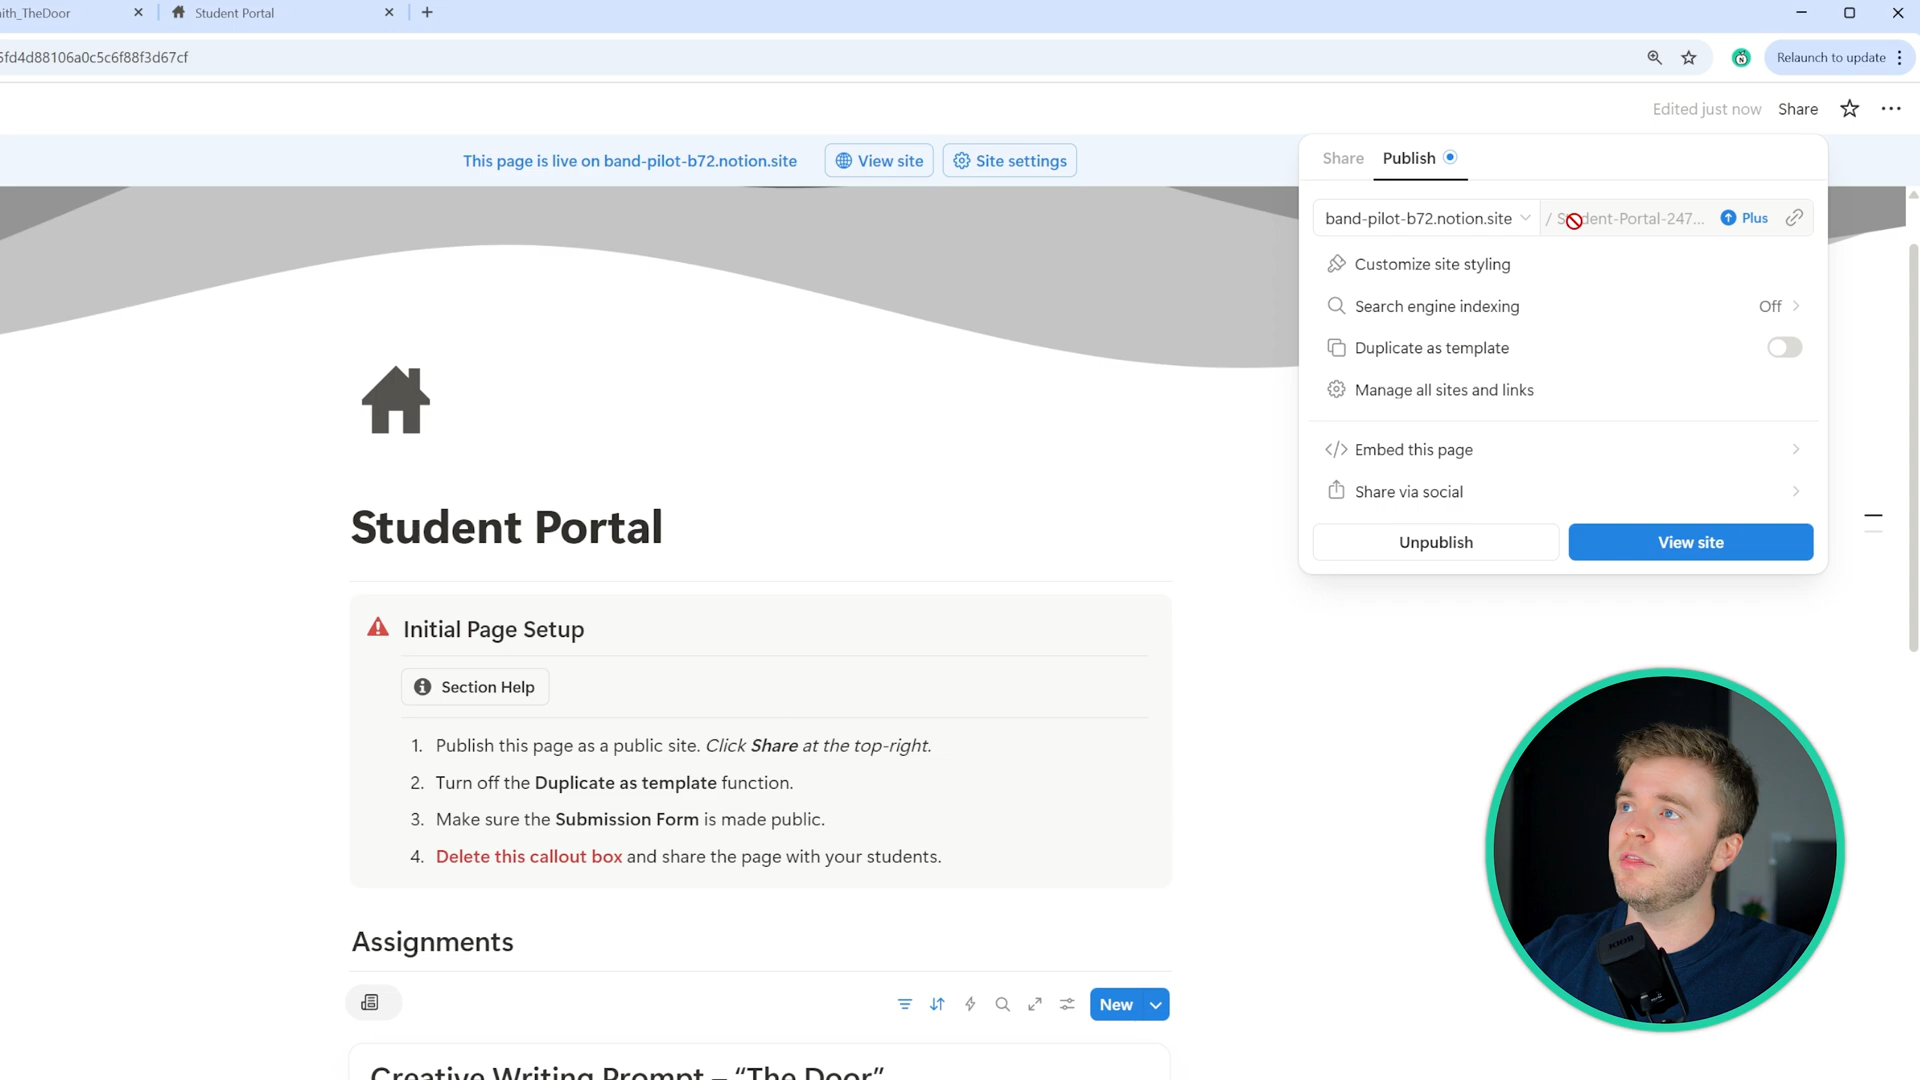 ith_TheDoor
Student Portal
5fd4d88106a0c5c6f88f3d67cf
Relaunch to update
Edited just now
Share
This page is live on band-pilot-b72.notion.site
View site
Site settings
Share
Publish
band-pilot-b72.notion.site
/ Student-Portal-247...
Plus
Customize site styling
Search engine indexing
Off
Duplicate as template
Manage all sites and links
Embed this page
Share via social
Unpublish
View site
Student Portal
Initial Page Setup
Section Help
1. Publish this page as a public site. Click Share at the top-right.
2. Turn off the Duplicate as template function.
3. Make sure the Submission Form is made public.
4. Delete this callout box and share the page with your students.
Assignments
New
Creative Writing Prompt – “The Door”